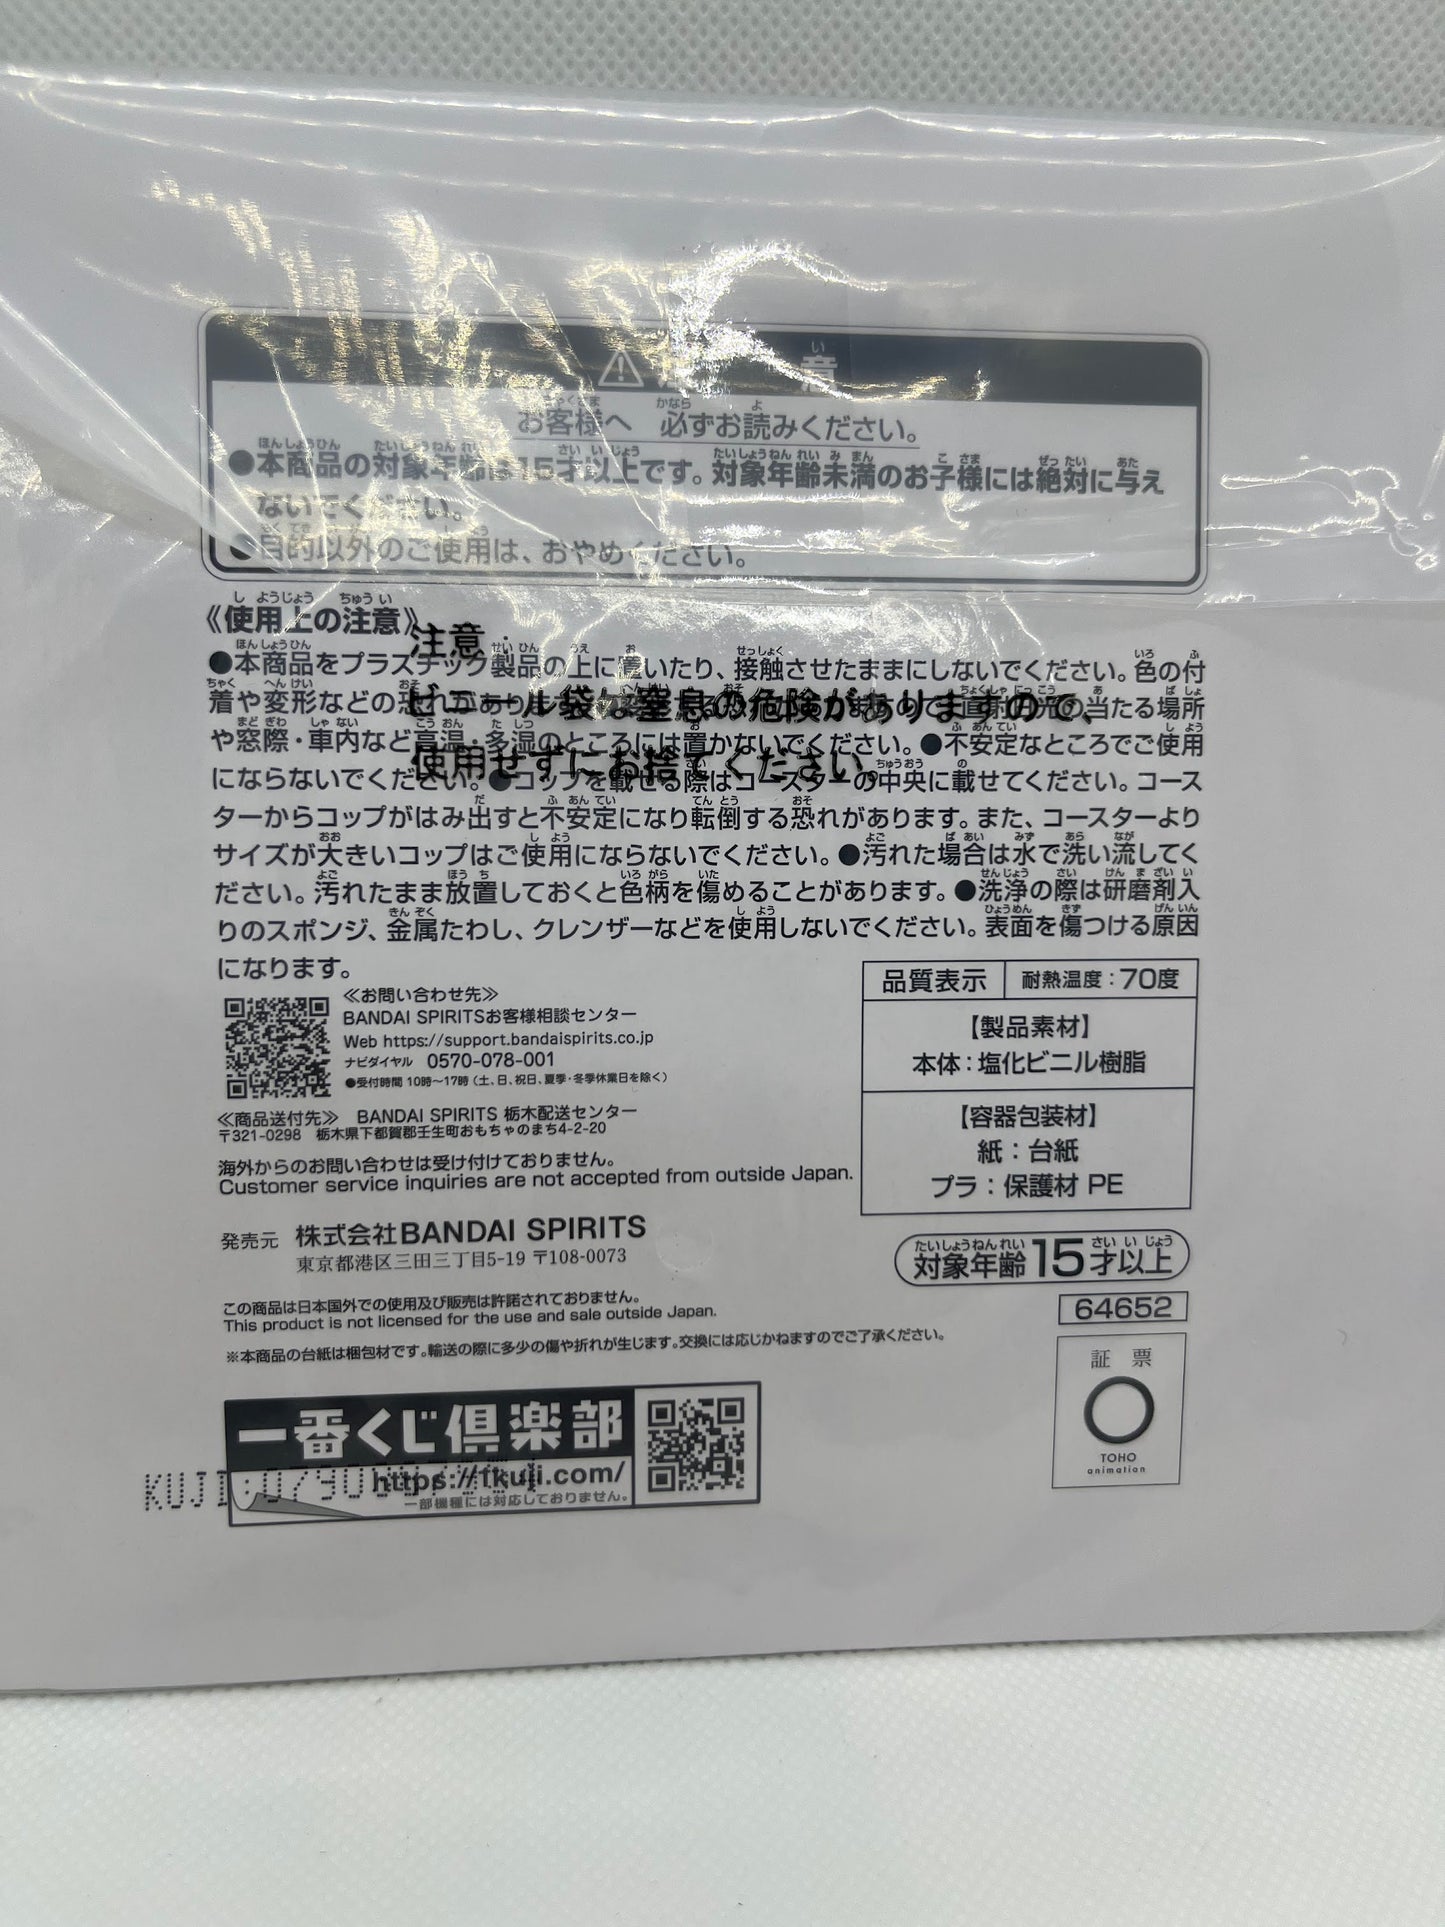 意
お客様へ 必ずお読みください。
●本商品の対象年齢は15才以上です。対象年齢未満のお子様には絶対に与え
ないでください。
●目的以外のご使用は、おやめください。
《使用上の注意》
注意:
ビニール袋は窒息の危険がありますので、
使用せずにお捨てください。
●本商品をプラスチック製品の上に置いたり、接触させたままにしないでください。色の付
着や変形などの恐れがあります。直射日光の当たる場所
や窓際・車内など高温・多湿のところには置かないでください。●不安定なところでご使用
にならないでください。●コップを載せる際はコースターの中央に載せてください。コース
ターからコップがはみ出すと不安定になり転倒する恐れがあります。また、コースターより
サイズが大きいコップはご使用にならないでください。●汚れた場合は水で洗い流してく
ださい。汚れたまま放置しておくと色柄を傷めることがあります。●洗浄の際は研磨剤入
りのスポンジ、金属たわし、クレンザーなどを使用しないでください。表面を傷つける原因
になります。
≪お問い合わせ先≫
BANDAI SPIRITSお客様相談センター
Web https://support.bandaispirits.co.jp
ナビダイヤル 0570-078-001
●受付時間 10時〜17時(土、日、祝日、夏季・冬季休業日を除く)
≪商品送付先≫ BANDAI SPIRITS 栃木配送センター
〒321-0298 栃木県下都賀郡壬生町おもちゃのまち4-2-20
海外からのお問い合わせは受け付けておりません。
Customer service inquiries are not accepted from outside Japan.
発売元 株式会社BANDAI SPIRITS
東京都港区三田三丁目5-19 〒108-0073
この商品は日本国外での使用及び販売は許諾されておりません。
This product is not licensed for the use and sale outside Japan.
※本商品の台紙は梱包材です。輸送の際に多少の傷や折れが生じます。交換には応じかねますのでご了承ください。
品質表示 耐熱温度:70度
【製品素材】
本体:塩化ビニル樹脂
【容器包装材】
紙:台紙
プラ:保護材 PE
対象年齢15才以上
64652
証 票
TOHO
animation
一番くじ倶楽部
https://1kuji.com/
一部機種には対応しておりません。
KUJI